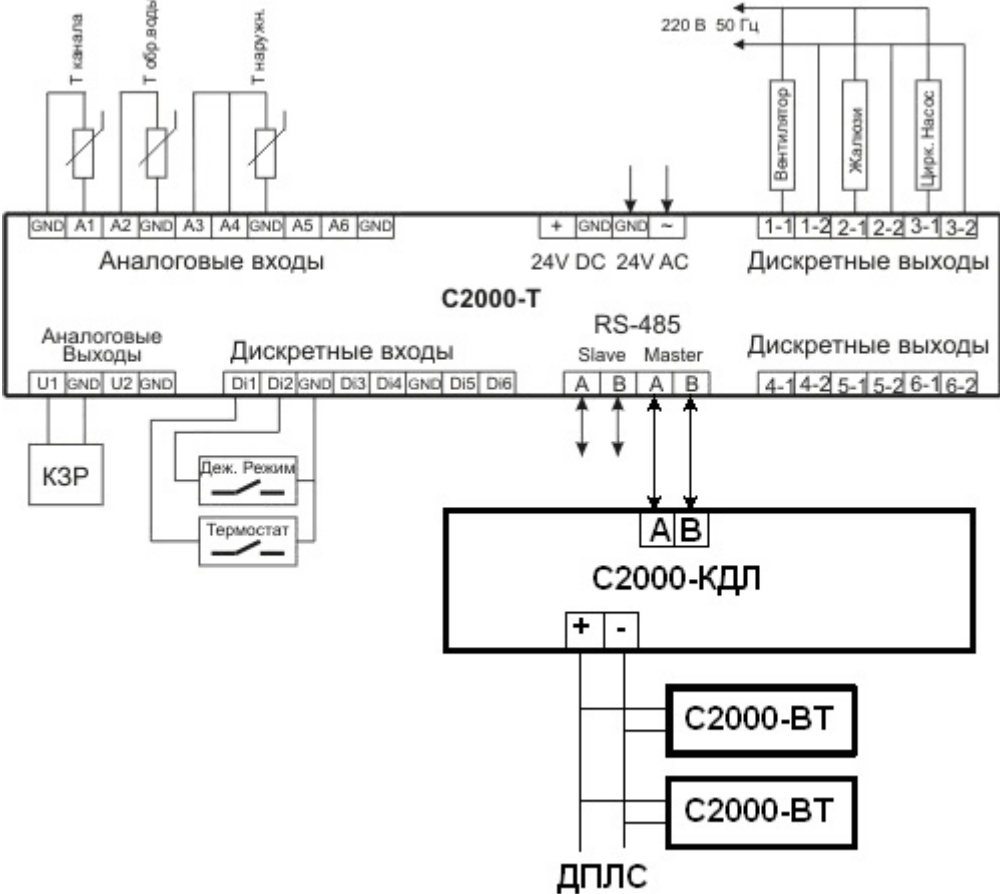 Т канала
Т обр.воды
Т наружн.
220 В 50 Гц
Вентилятор
Жалюзи
Цирк. Насос
GND A1 A2 GND A3 A4 GND A5 A6 GND
+ GND GND ~
1-1 1-2 2-1 2-2 3-1 3-2
Аналоговые входы
24V DC 24V AC
Дискретные выходы
С2000-Т
RS-485
Аналоговые
Выходы
Дискретные входы
Slave Master
Дискретные выходы
U1 GND U2 GND
Di1 Di2 GND Di3 Di4 GND Di5 Di6
A B A B
4-1 4-2 5-1 5-2 6-1 6-2
КЗР
Деж. Режим
Термостат
A B
С2000-КДЛ
+ -
С2000-ВТ
С2000-ВТ
ДПЛС